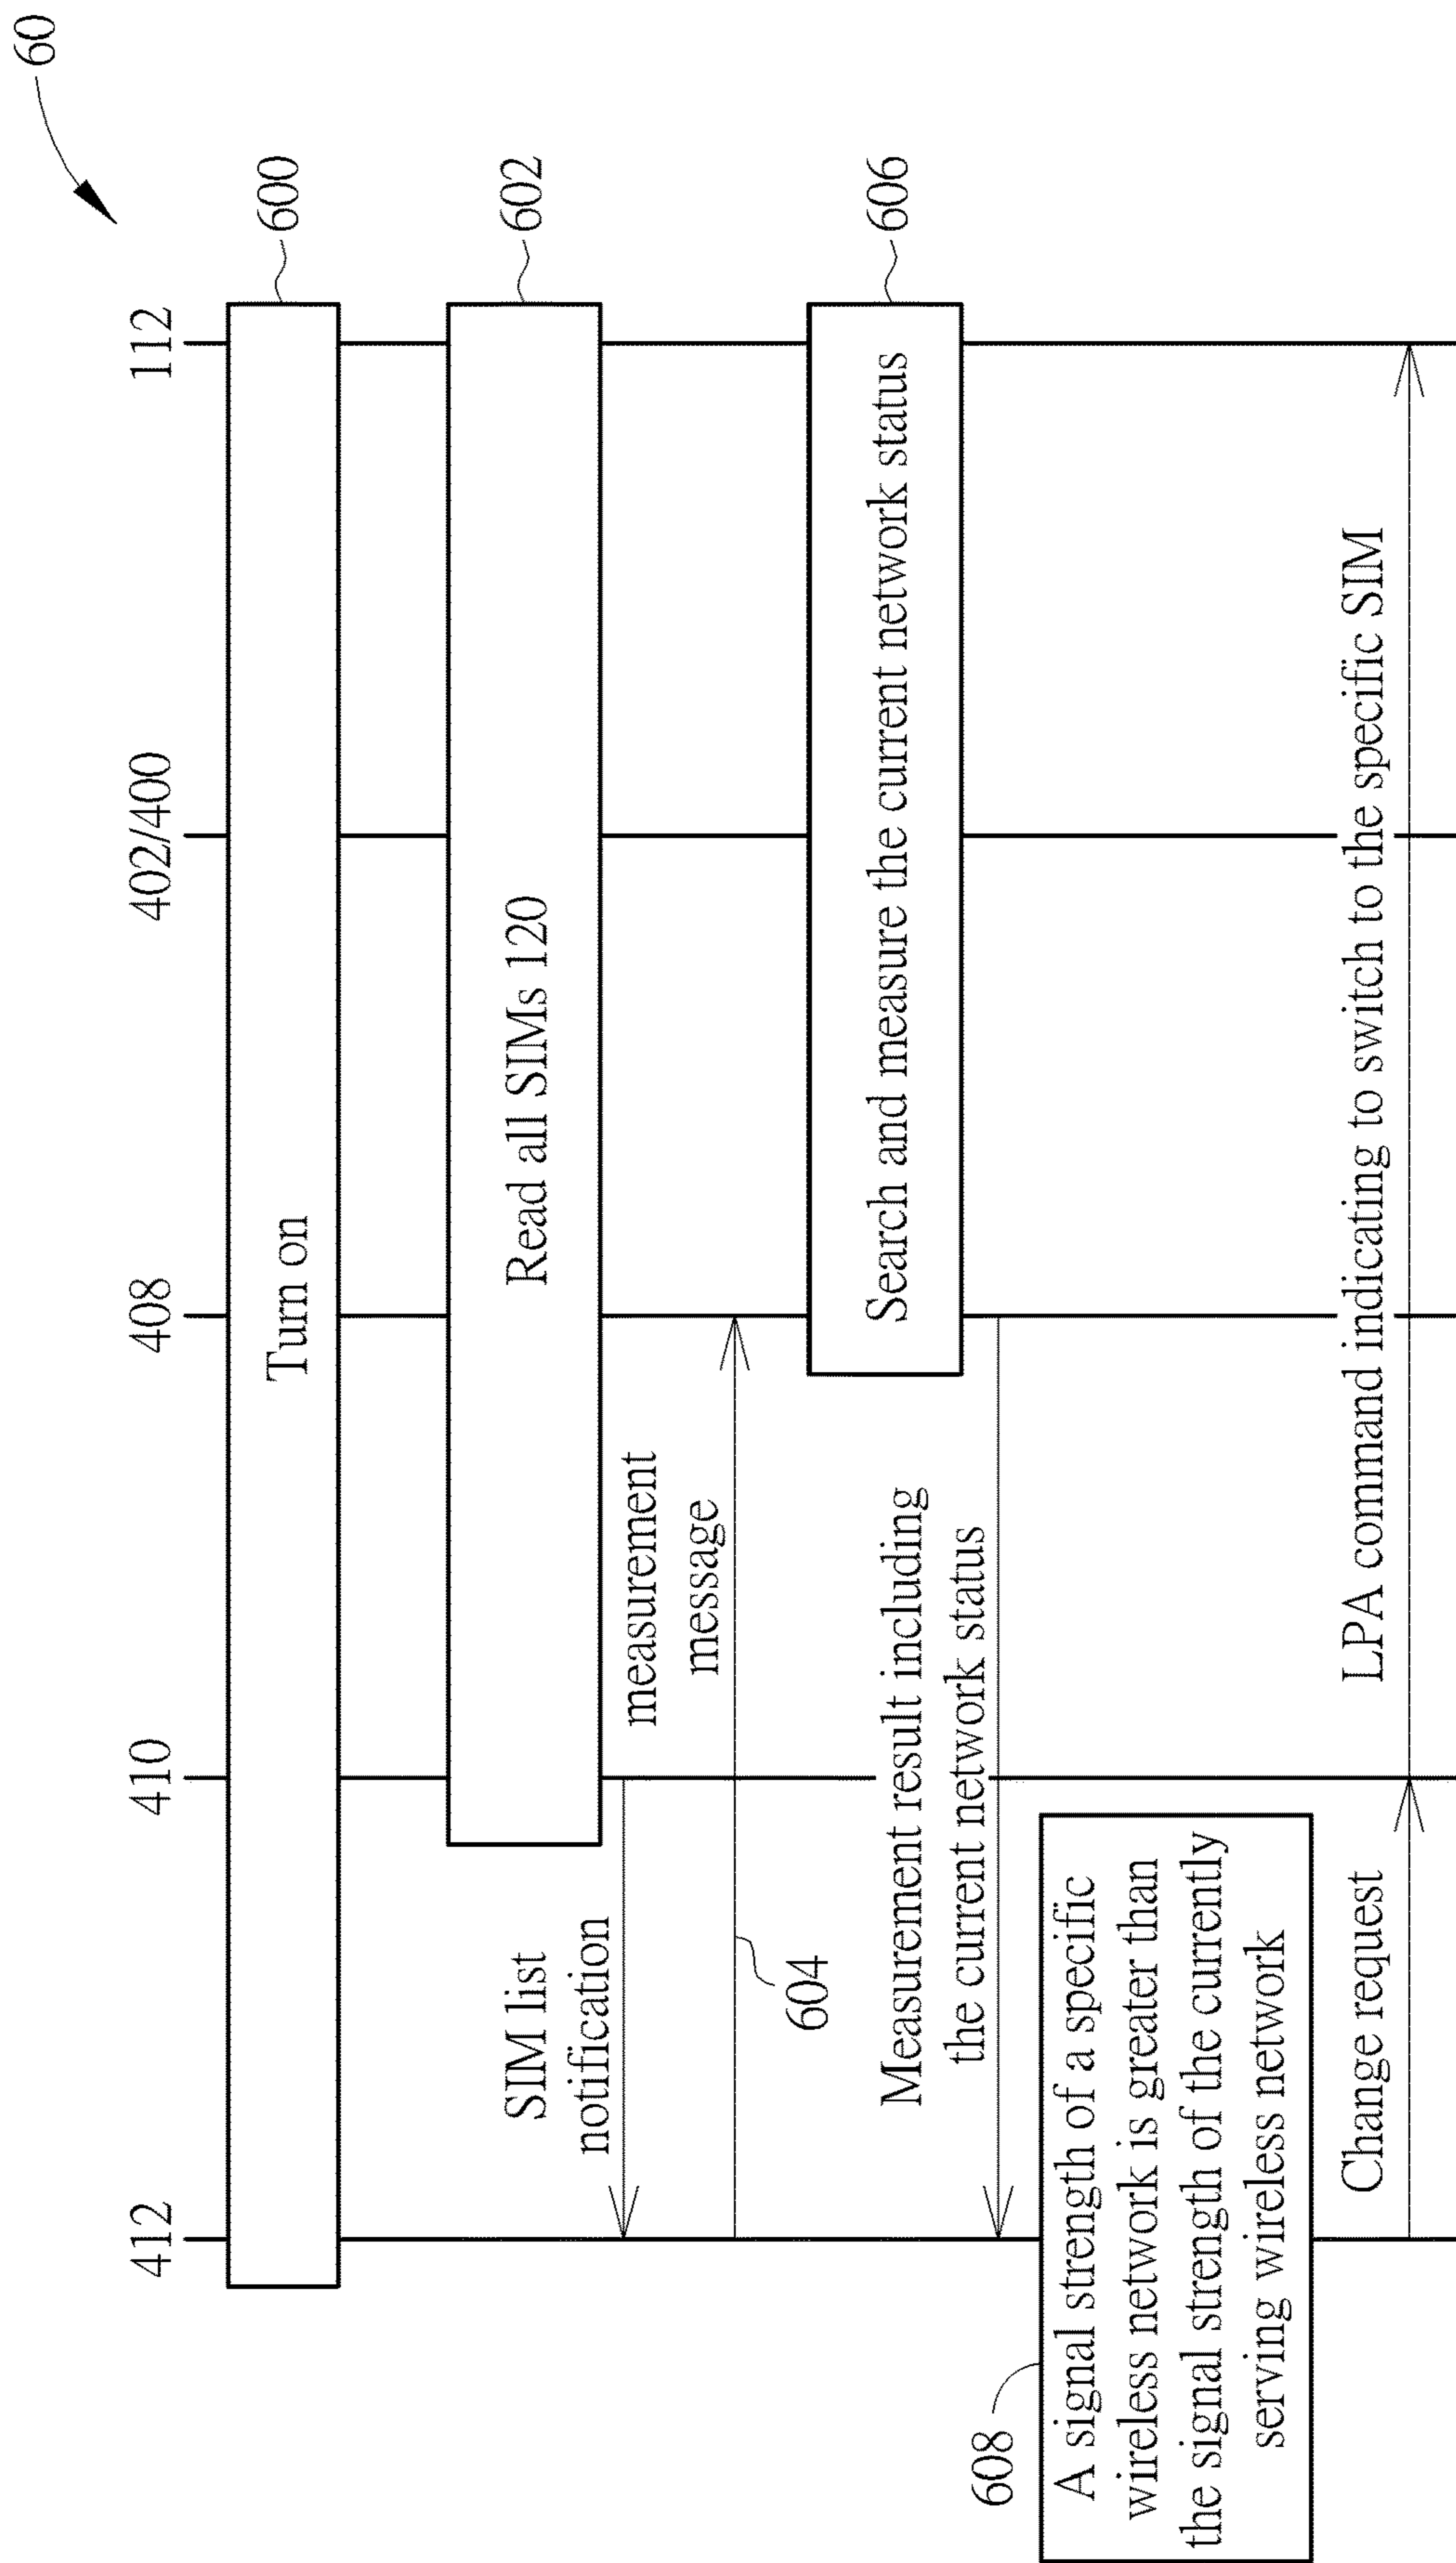 60
412
410
408
402/400
112
Turn on
600
Read all SIMs 120
602
SIM list
notification
measurement
message
604
Search and measure the current network status
606
Measurement result including
the current network status
608
A signal strength of a specific
wireless network is greater than
the signal strength of the currently
serving wireless network
Change request
LPA command indicating to switch to the specific SIM